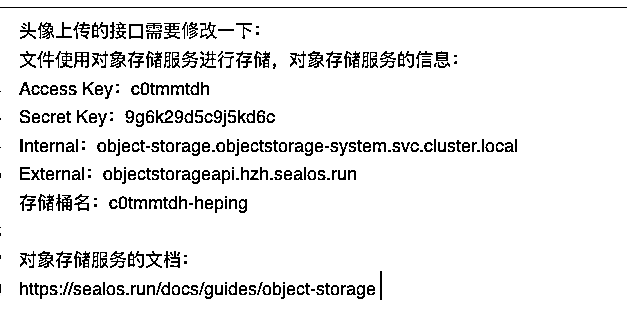 头像上传的接口需要修改一下：
文件使用对象存储服务进行存储，对象存储服务的信息：
Access Key：c0tmmtdh
Secret Key：9g6k29d5c9j5kd6c
Internal：object-storage.objectstorage-system.svc.cluster.local
External：objectstorageapi.hzh.sealos.run
存储桶名：c0tmmtdh-heping
对象存储服务的文档：
https://sealos.run/docs/guides/object-storage